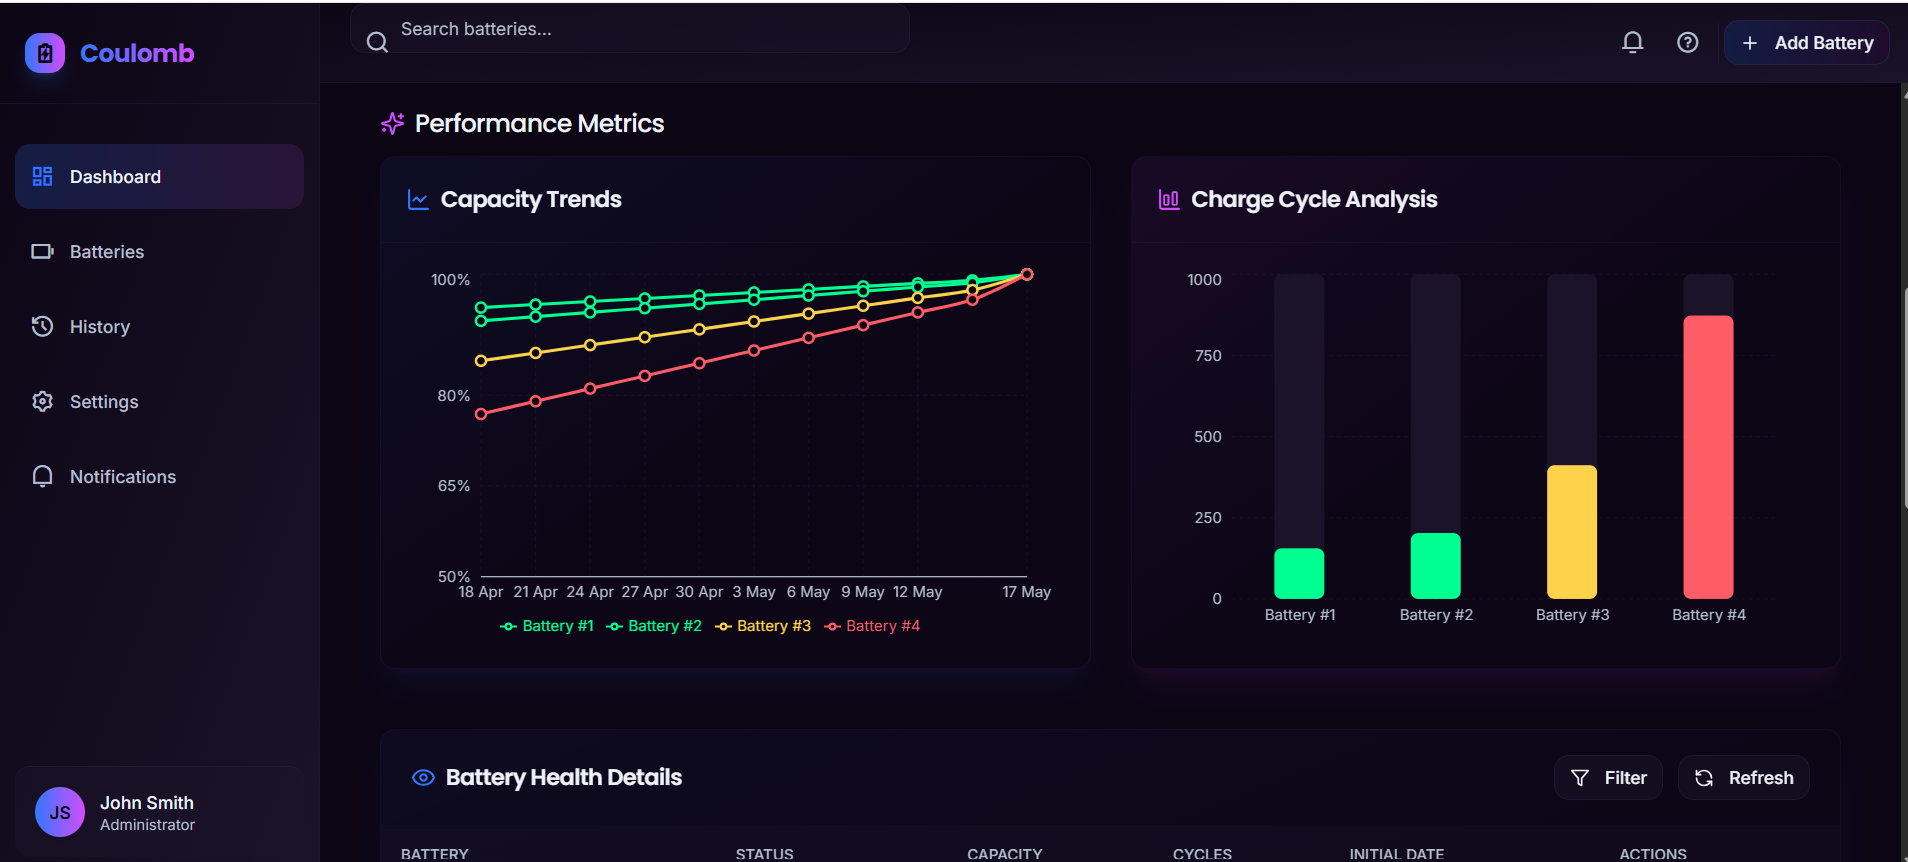 Coulomb
Search batteries...
Add Battery
Dashboard
Batteries
History
Settings
Notifications
JS
John Smith
Administrator
Performance Metrics
Capacity Trends
100%
80%
65%
50%
18 Apr 21 Apr 24 Apr 27 Apr 30 Apr 3 May 6 May 9 May 12 May 17 May
Battery #1 Battery #2 Battery #3 Battery #4
Charge Cycle Analysis
1000
750
500
250
0
Battery #1 Battery #2 Battery #3 Battery #4
Battery Health Details
Filter
Refresh
BATTERY STATUS CAPACITY CYCLES INITIAL DATE ACTIONS